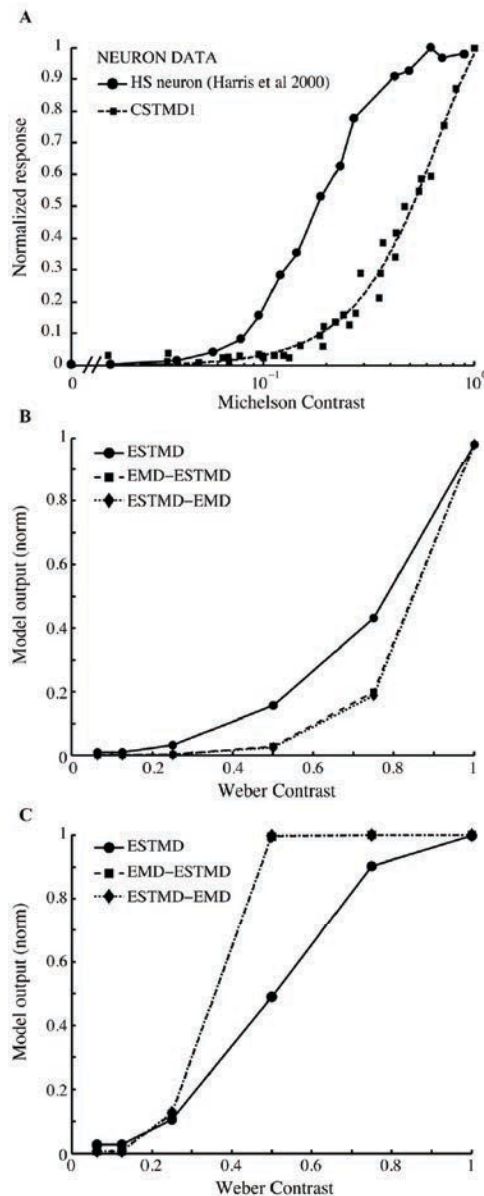 A
NEURON DATA
HS neuron (Harris et al 2000)
CSTMD1
Normalized response
1
0.9
0.8
0.7
0.6
0.5
0.4
0.3
0.2
0.1
0
0
10⁻¹
10⁰
Michelson Contrast
B
ESTMD
EMD–ESTMD
ESTMD–EMD
Model output (norm)
1
0.8
0.6
0.4
0.2
0
0
0.2
0.4
0.6
0.8
1
Weber Contrast
C
ESTMD
EMD–ESTMD
ESTMD–EMD
Model output (norm)
1
0.8
0.6
0.4
0.2
0
0
0.2
0.4
0.6
0.8
1
Weber Contrast